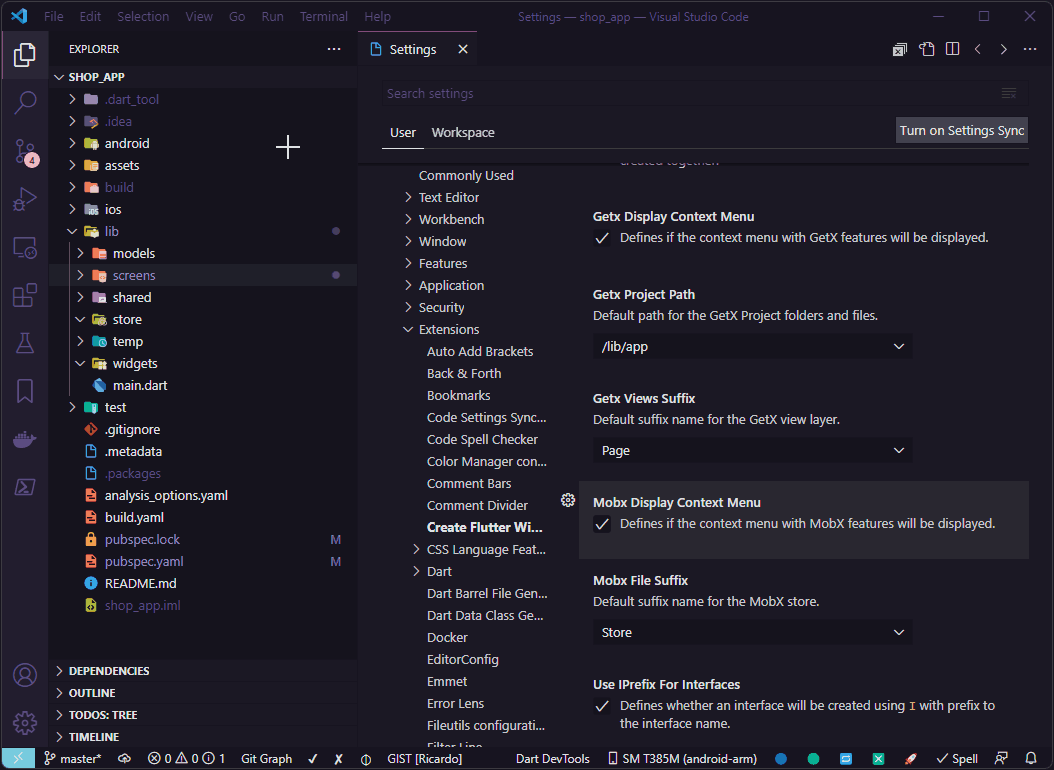 File Edit Selection View Go Run Terminal Help
Settings — shop_app — Visual Studio Code
EXPLORER
SHOP_APP
.dart_tool
.idea
android
assets
build
ios
lib
models
screens
shared
store
temp
widgets
main.dart
test
.gitignore
.metadata
.packages
analysis_options.yaml
build.yaml
pubspec.lock M
pubspec.yaml M
README.md
shop_app.iml
DEPENDENCIES
OUTLINE
TODOS: TREE
TIMELINE
4
Settings
Search settings
User Workspace
Turn on Settings Sync
Commonly Used
Text Editor
Workbench
Window
Features
Application
Security
Extensions
Auto Add Brackets
Back & Forth
Bookmarks
Code Settings Sync...
Code Spell Checker
Color Manager con...
Comment Bars
Comment Divider
Create Flutter Wi...
CSS Language Feat...
Dart
Dart Barrel File Gen...
Dart Data Class Ge...
Docker
EditorConfig
Emmet
Error Lens
Fileutils configurati...
Filter Line
created together.
Getx Display Context Menu
Defines if the context menu with GetX features will be displayed.
Getx Project Path
Default path for the GetX Project folders and files.
/lib/app
Getx Views Suffix
Default suffix name for the GetX view layer.
Page
Mobx Display Context Menu
Defines if the context menu with MobX features will be displayed.
Mobx File Suffix
Default suffix name for the MobX store.
Store
Use IPrefix For Interfaces
Defines whether an interface will be created using I with prefix to
the interface name.
master* 0 0 1 Git Graph GIST [Ricardo] Dart DevTools SM T385M (android-arm) Spell